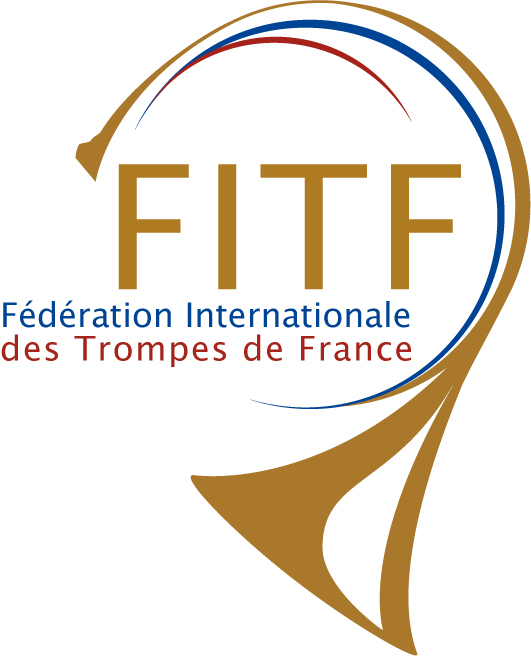 FITF
Fédération Internationale
des Trompes de France